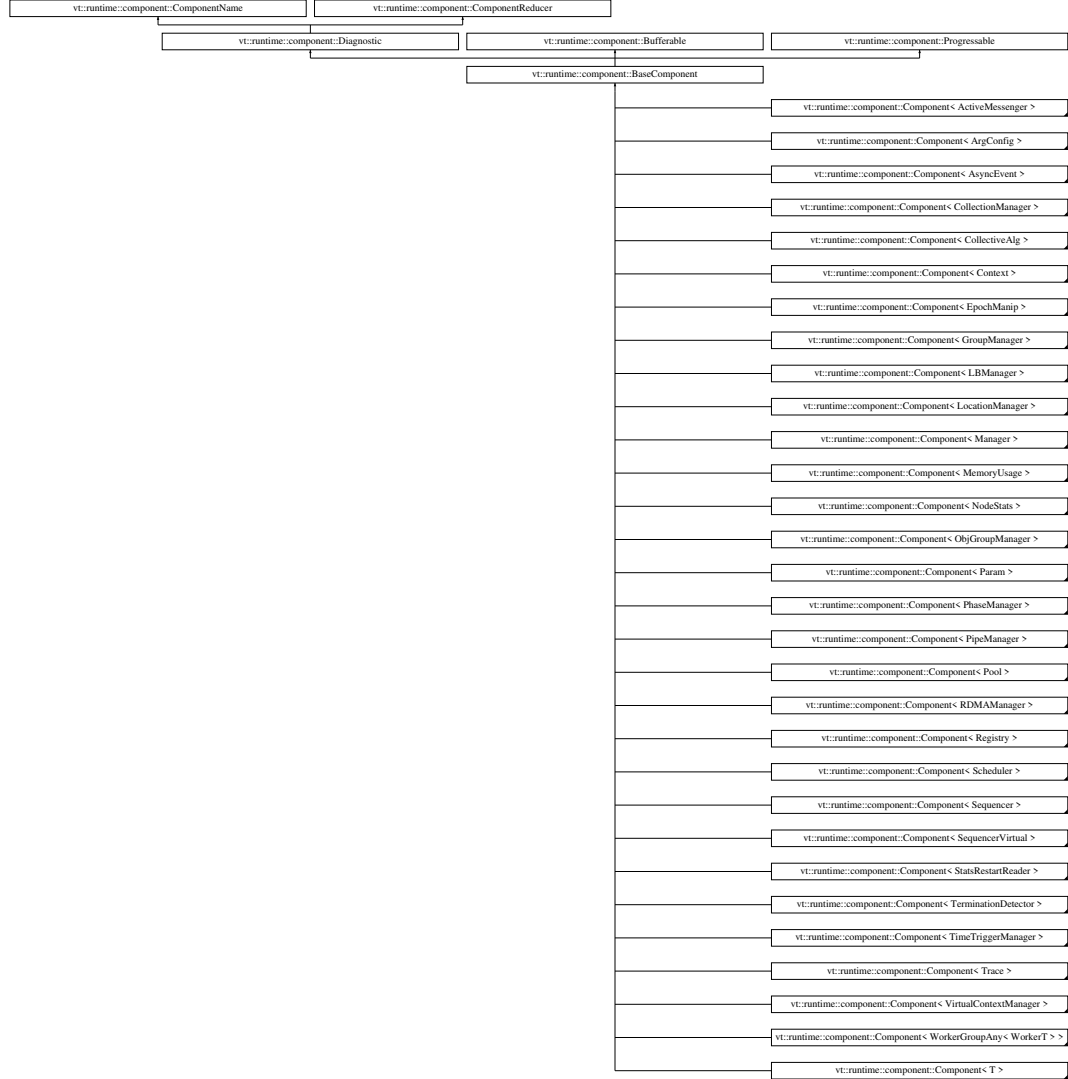 vt::runtime::component::ComponentName
vt::runtime::component::ComponentReducer
vt::runtime::component::Diagnostic
vt::runtime::component::Bufferable
vt::runtime::component::Progressable
vt::runtime::component::BaseComponent
vt::runtime::component::Component< ActiveMessenger >
vt::runtime::component::Component< ArgConfig >
vt::runtime::component::Component< AsyncEvent >
vt::runtime::component::Component< CollectionManager >
vt::runtime::component::Component< CollectiveAlg >
vt::runtime::component::Component< Context >
vt::runtime::component::Component< EpochManip >
vt::runtime::component::Component< GroupManager >
vt::runtime::component::Component< LBManager >
vt::runtime::component::Component< LocationManager >
vt::runtime::component::Component< Manager >
vt::runtime::component::Component< MemoryUsage >
vt::runtime::component::Component< NodeStats >
vt::runtime::component::Component< ObjGroupManager >
vt::runtime::component::Component< Param >
vt::runtime::component::Component< PhaseManager >
vt::runtime::component::Component< PipeManager >
vt::runtime::component::Component< Pool >
vt::runtime::component::Component< RDMAManager >
vt::runtime::component::Component< Registry >
vt::runtime::component::Component< Scheduler >
vt::runtime::component::Component< Sequencer >
vt::runtime::component::Component< SequencerVirtual >
vt::runtime::component::Component< StatsRestartReader >
vt::runtime::component::Component< TerminationDetector >
vt::runtime::component::Component< TimeTriggerManager >
vt::runtime::component::Component< Trace >
vt::runtime::component::Component< VirtualContextManager >
vt::runtime::component::Component< WorkerGroupAny< WorkerT > >
vt::runtime::component::Component< T >